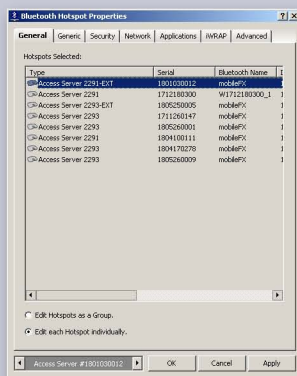 Bluetooth Hotspot Properties
General Generic Security Network Applications iWRAP Advanced
Hotspots Selected:
Type Serial Bluetooth Name
Access Server 2291-EXT 1801030012 mobileFX
Access Server 2291 1712180300 W1712180300_1
Access Server 2293-EXT 1805250005 mobileFX
Access Server 2293 1711260147 mobileFX
Access Server 2293 1805260001 mobileFX
Access Server 2291 1804100111 mobileFX
Access Server 2293 1804170278 mobileFX
Access Server 2293 1805260009 mobileFX
Edit Hotspots as a Group.
Edit each Hotspot individually.
Access Server #1801030012 OK Cancel Apply